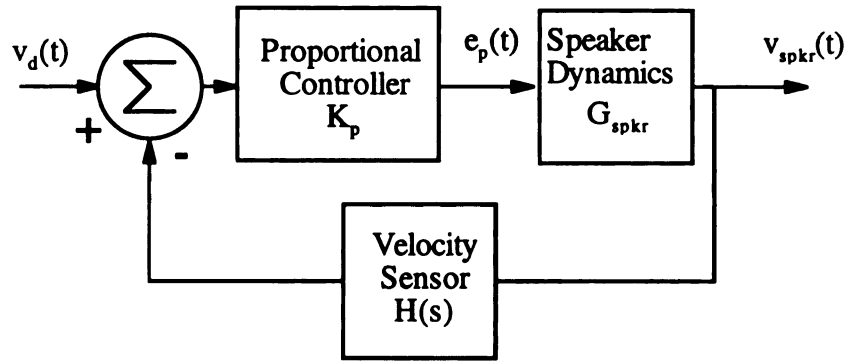 v_d(t)
+
Σ
-
Proportional
Controller
K_p
e_p(t)
Speaker
Dynamics
G_spkr
v_spkr(t)
Velocity
Sensor
H(s)